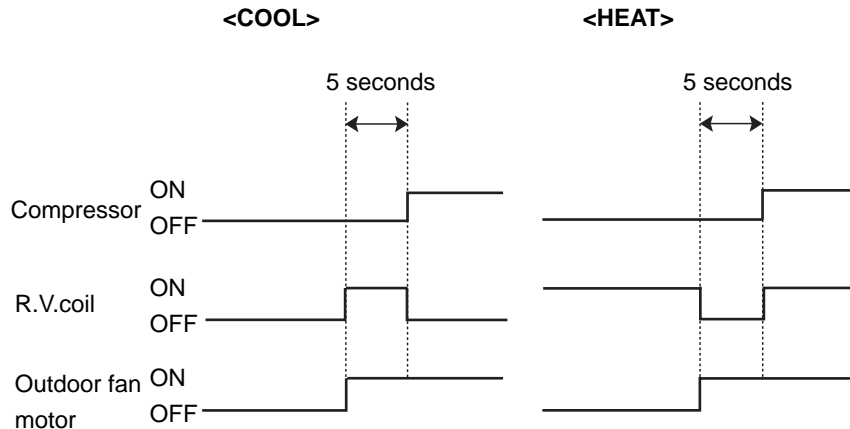 <COOL> <HEAT>
5 seconds 5 seconds
ON
Compressor
OFF
ON
R.V.coil
OFF
ON
Outdoor fan
motor
OFF